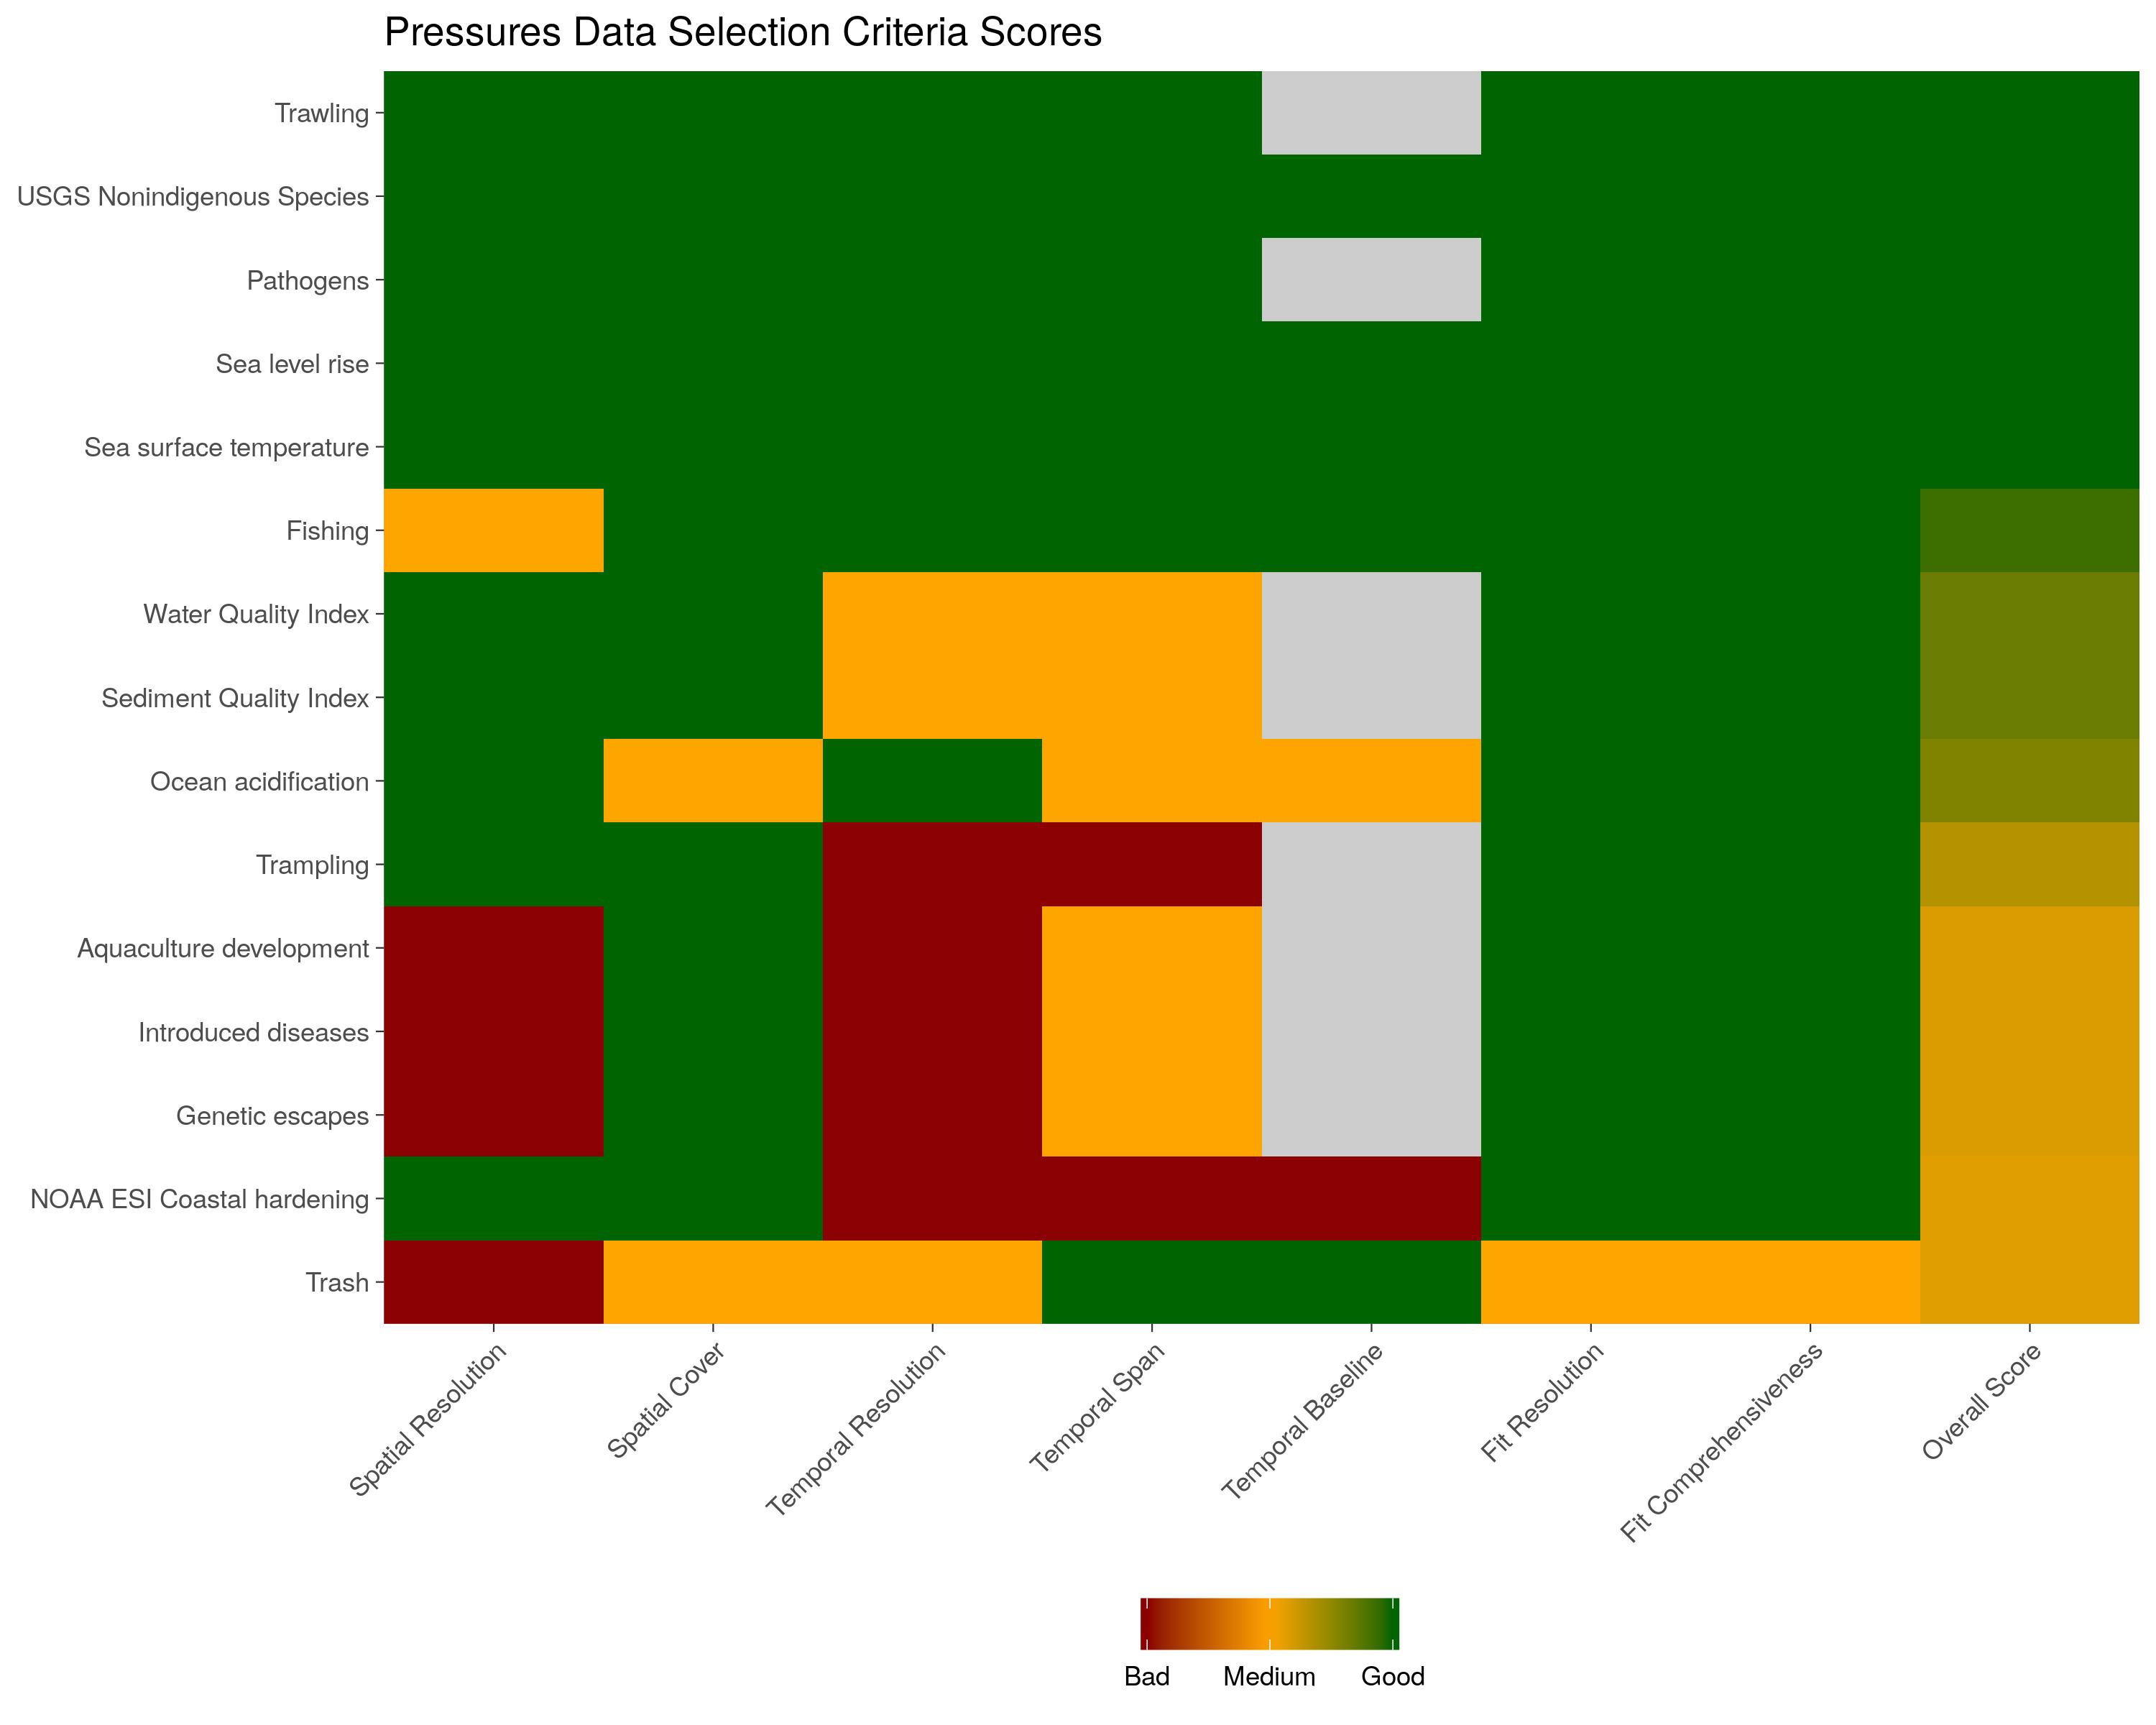 Pressures Data Selection Criteria Scores
Trawling
USGS Nonindigenous Species
Pathogens
Sea level rise
Sea surface temperature
Fishing
Water Quality Index
Sediment Quality Index
Ocean acidification
Trampling
Aquaculture development
Introduced diseases
Genetic escapes
NOAA ESI Coastal hardening
Trash
Spatial Resolution
Spatial Cover
Temporal Resolution
Temporal Span
Temporal Baseline
Fit Resolution
Fit Comprehensiveness
Overall Score
Bad
Medium
Good